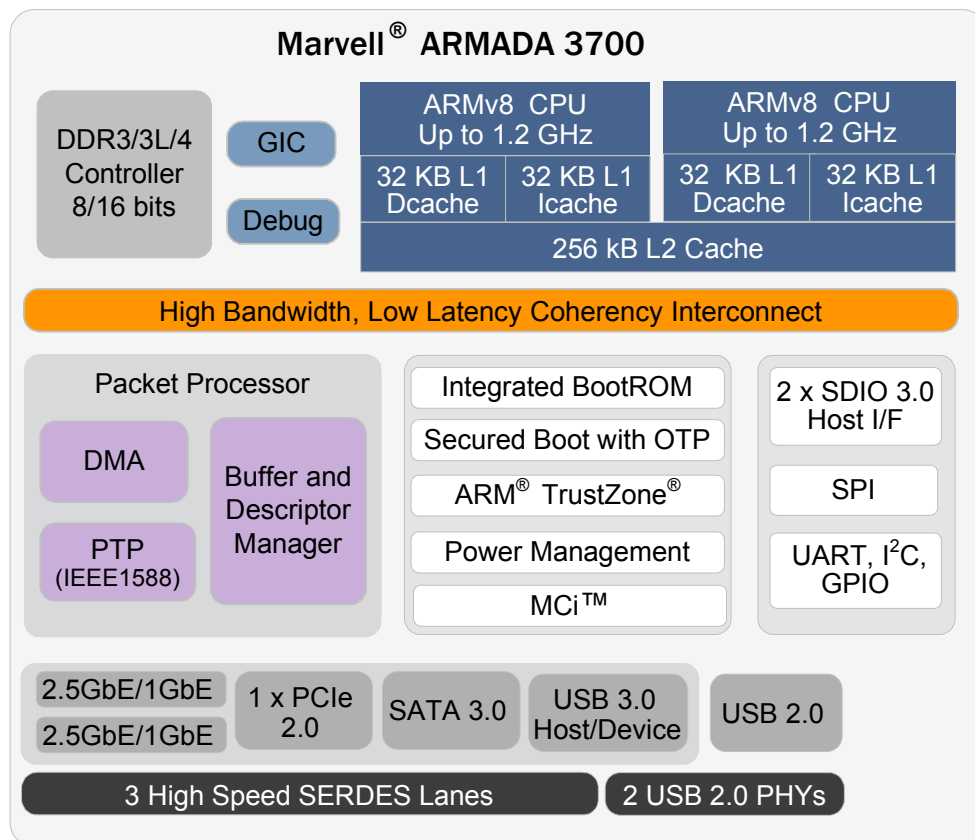 Marvell® ARMADA 3700
DDR3/3L/4
Controller
8/16 bits
GIC
Debug
ARMv8 CPU
Up to 1.2 GHz
32 KB L1
Dcache
32 KB L1
Icache
ARMv8 CPU
Up to 1.2 GHz
32 KB L1
Dcache
32 KB L1
Icache
256 kB L2 Cache
High Bandwidth, Low Latency Coherency Interconnect
Packet Processor
DMA
PTP
(IEEE1588)
Buffer and
Descriptor
Manager
Integrated BootROM
Secured Boot with OTP
ARM® TrustZone®
Power Management
MCi™
2 x SDIO 3.0
Host I/F
SPI
UART, I²C,
GPIO
2.5GbE/1GbE
2.5GbE/1GbE
1 x PCIe
2.0
SATA 3.0
USB 3.0
Host/Device
USB 2.0
3 High Speed SERDES Lanes
2 USB 2.0 PHYs